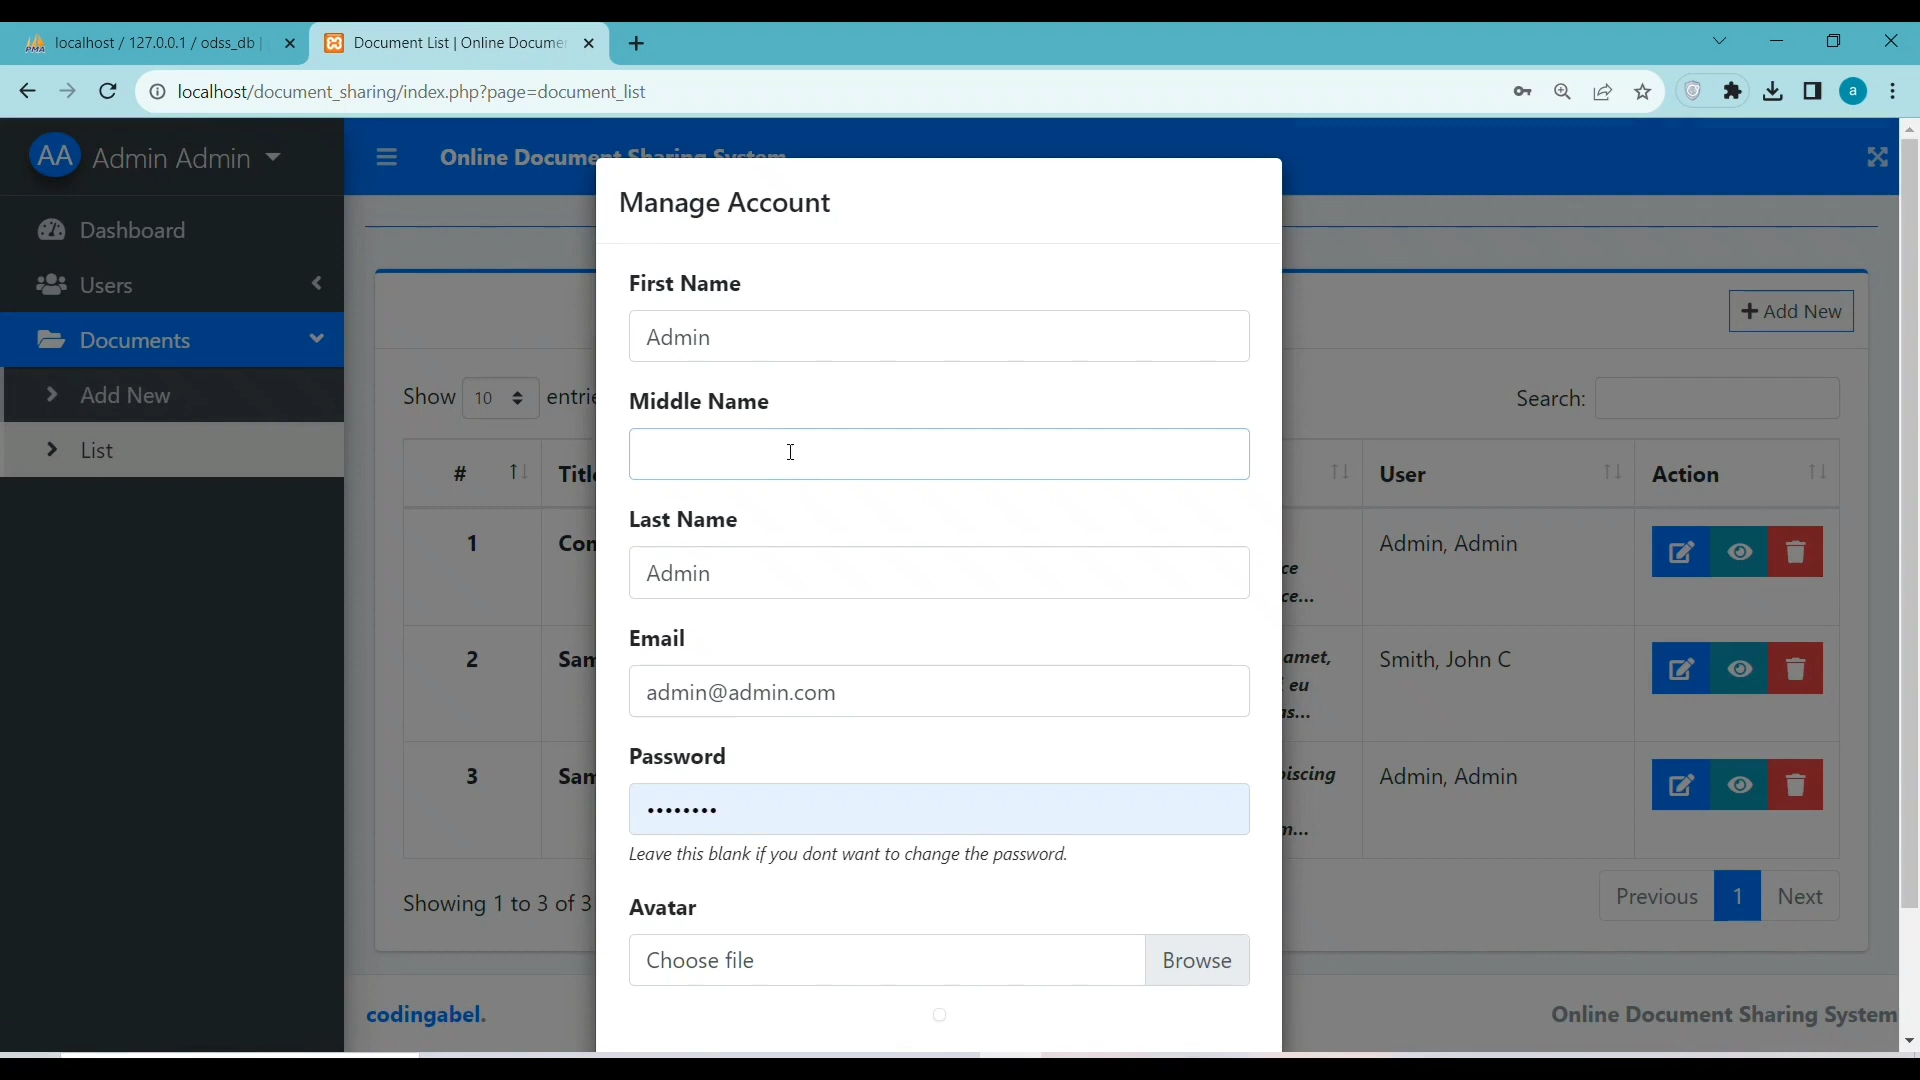 localhost / 127.0.0.1 / odss_db |
Document List | Online Docume
localhost/document_sharing/index.php?page=document_list
a
AA Admin Admin
Online Document Sharing System
Dashboard
Users
Documents
Add New
List
Manage Account
First Name
Admin
Middle Name
Last Name
Admin
Email
admin@admin.com
Password
••••••••
Leave this blank if you dont want to change the password.
Avatar
Choose file Browse
+ Add New
Show 10 entrie
Search:
# Title User Action
1 Con ce Admin, Admin
ce...
2 Sam amet, Smith, John C
eu
us...
3 Sam piscing Admin, Admin
m...
Showing 1 to 3 of 3
Previous 1 Next
codingabel.
Online Document Sharing System